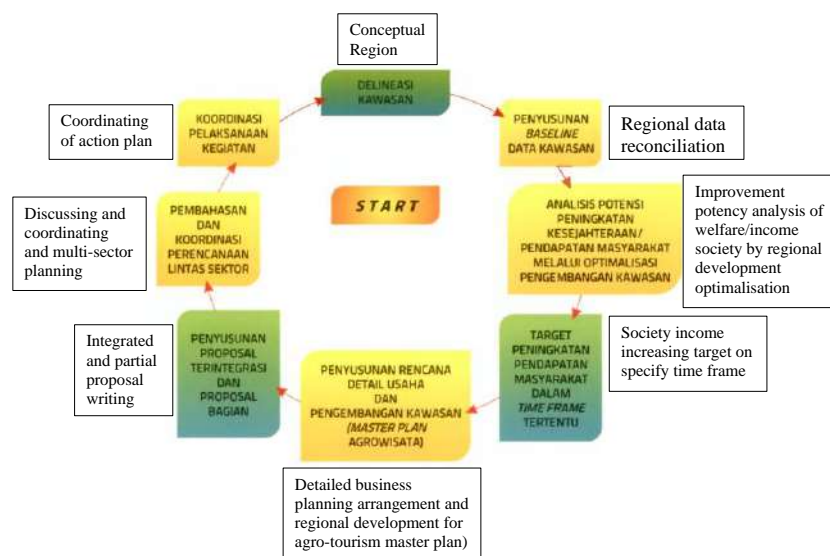 Conceptual
Region
DELINEASI
KAWASAN
PENYUSUNAN
BASELINE
DATA KAWASAN
Regional data
reconciliation
ANALISIS POTENSI
PENINGKATAN
KESEJAHTERAAN/
PENDAPATAN MASYARAKAT
MELALUI OPTIMALISASI
PENGEMBANGAN KAWASAN
Improvement
potency analysis of
welfare/income
society by regional
development
optimalisation
TARGET
PENINGKATAN
PENDAPATAN
MASYARAKAT
DALAM
TIME FRAME
TERTENTU
Society income
increasing target on
specify time frame
PENYUSUNAN RENCANA
DETAIL USAHA
DAN
PENGEMBANGAN KAWASAN
(MASTER PLAN
AGROWISATA)
Detailed business
planning arrangement and
regional development for
agro-tourism master plan)
PENYUSUNAN
PROPOSAL
TERINTEGRASI
DAN
PROPOSAL
BAGIAN
Integrated
and partial
proposal
writing
PEMBAHASAN
DAN
KOORDINASI
PERENCANAAN
LINTAS SEKTOR
Discussing and
coordinating
and multi-sector
planning
KOORDINASI
PELAKSANAAN
KEGIATAN
Coordinating
of action plan
START